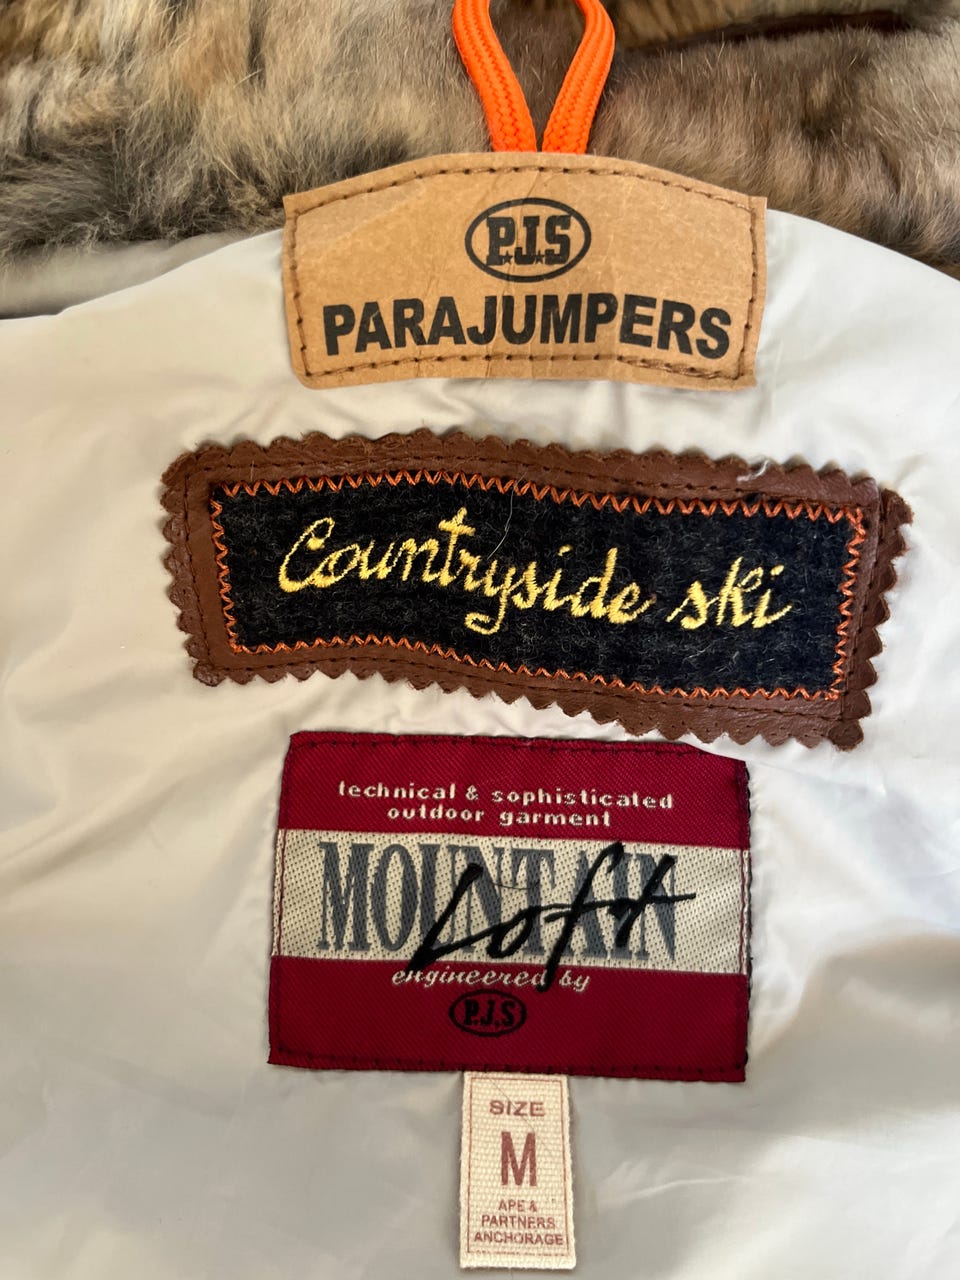 P.J.S
PARAJUMPERS
Countryside ski
technical & sophisticated
outdoor garment
MOUNTAIN
Loft
engineered by
P.J.S
SIZE
M
APE &
PARTNERS
ANCHORAGE